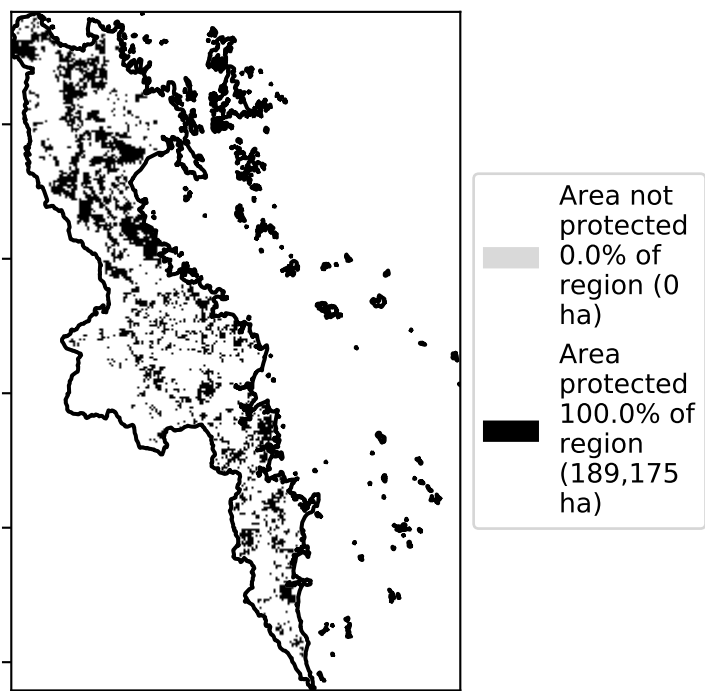 Area not
protected
0.0% of
region (0
ha)
Area
protected
100.0% of
region
(189,175
ha)